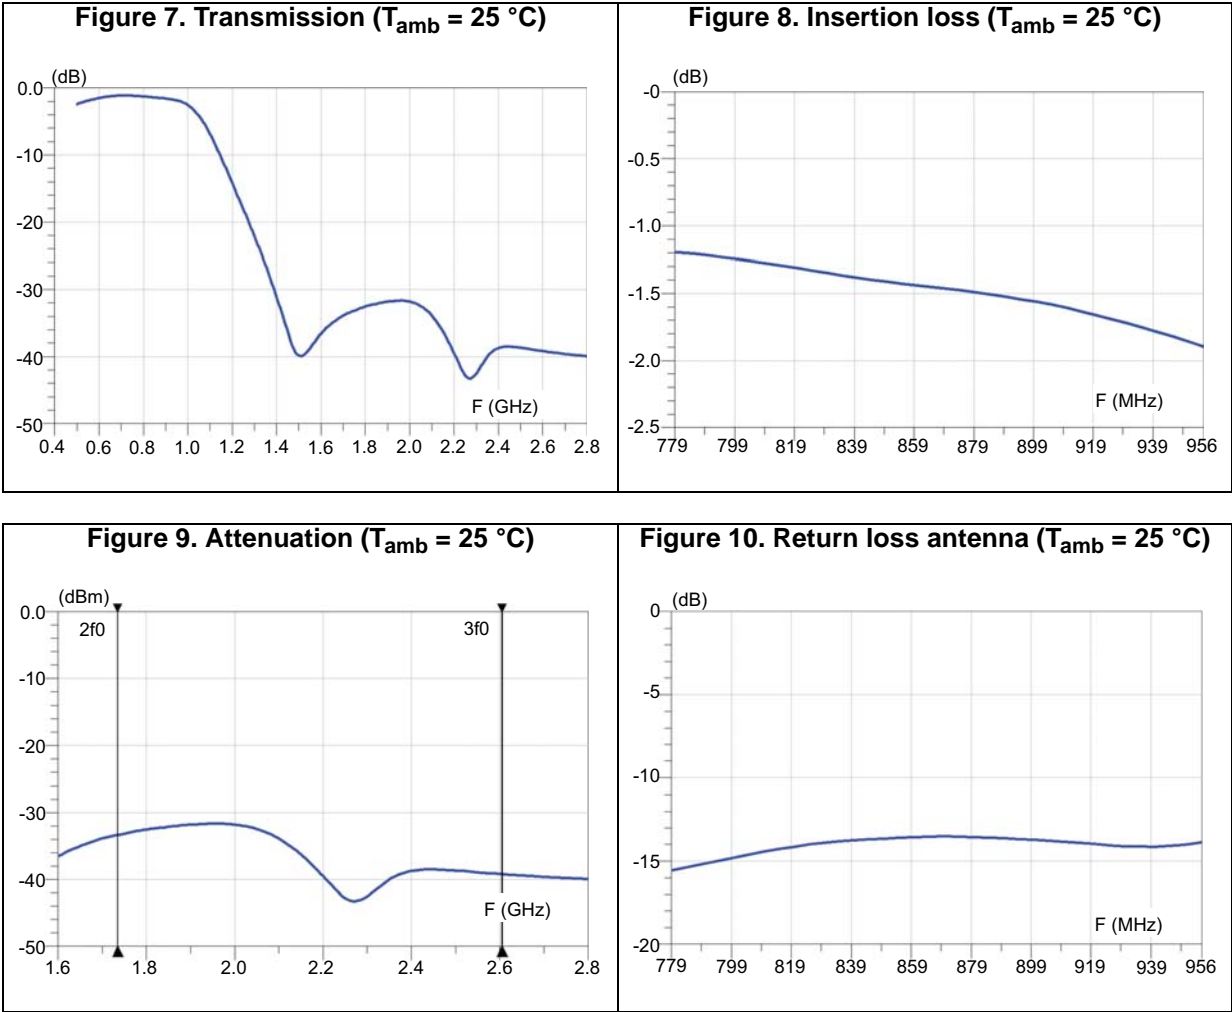 Figure 7. Transmission (Tamb = 25 °C)
(dB)
0.0
-10
-20
-30
-40
-50
F (GHz)
0.4 0.6 0.8 1.0 1.2 1.4 1.6 1.8 2.0 2.2 2.4 2.6 2.8
Figure 8. Insertion loss (Tamb = 25 °C)
(dB)
-0
-0.5
-1.0
-1.5
-2.0
-2.5
F (MHz)
779 799 819 839 859 879 899 919 939 956
Figure 9. Attenuation (Tamb = 25 °C)
(dBm)
0.0
2f0 3f0
-10
-20
-30
-40
-50
F (GHz)
1.6 1.8 2.0 2.2 2.4 2.6 2.8
Figure 10. Return loss antenna (Tamb = 25 °C)
(dB)
0
-5
-10
-15
-20
F (MHz)
779 799 819 839 859 879 899 919 939 956